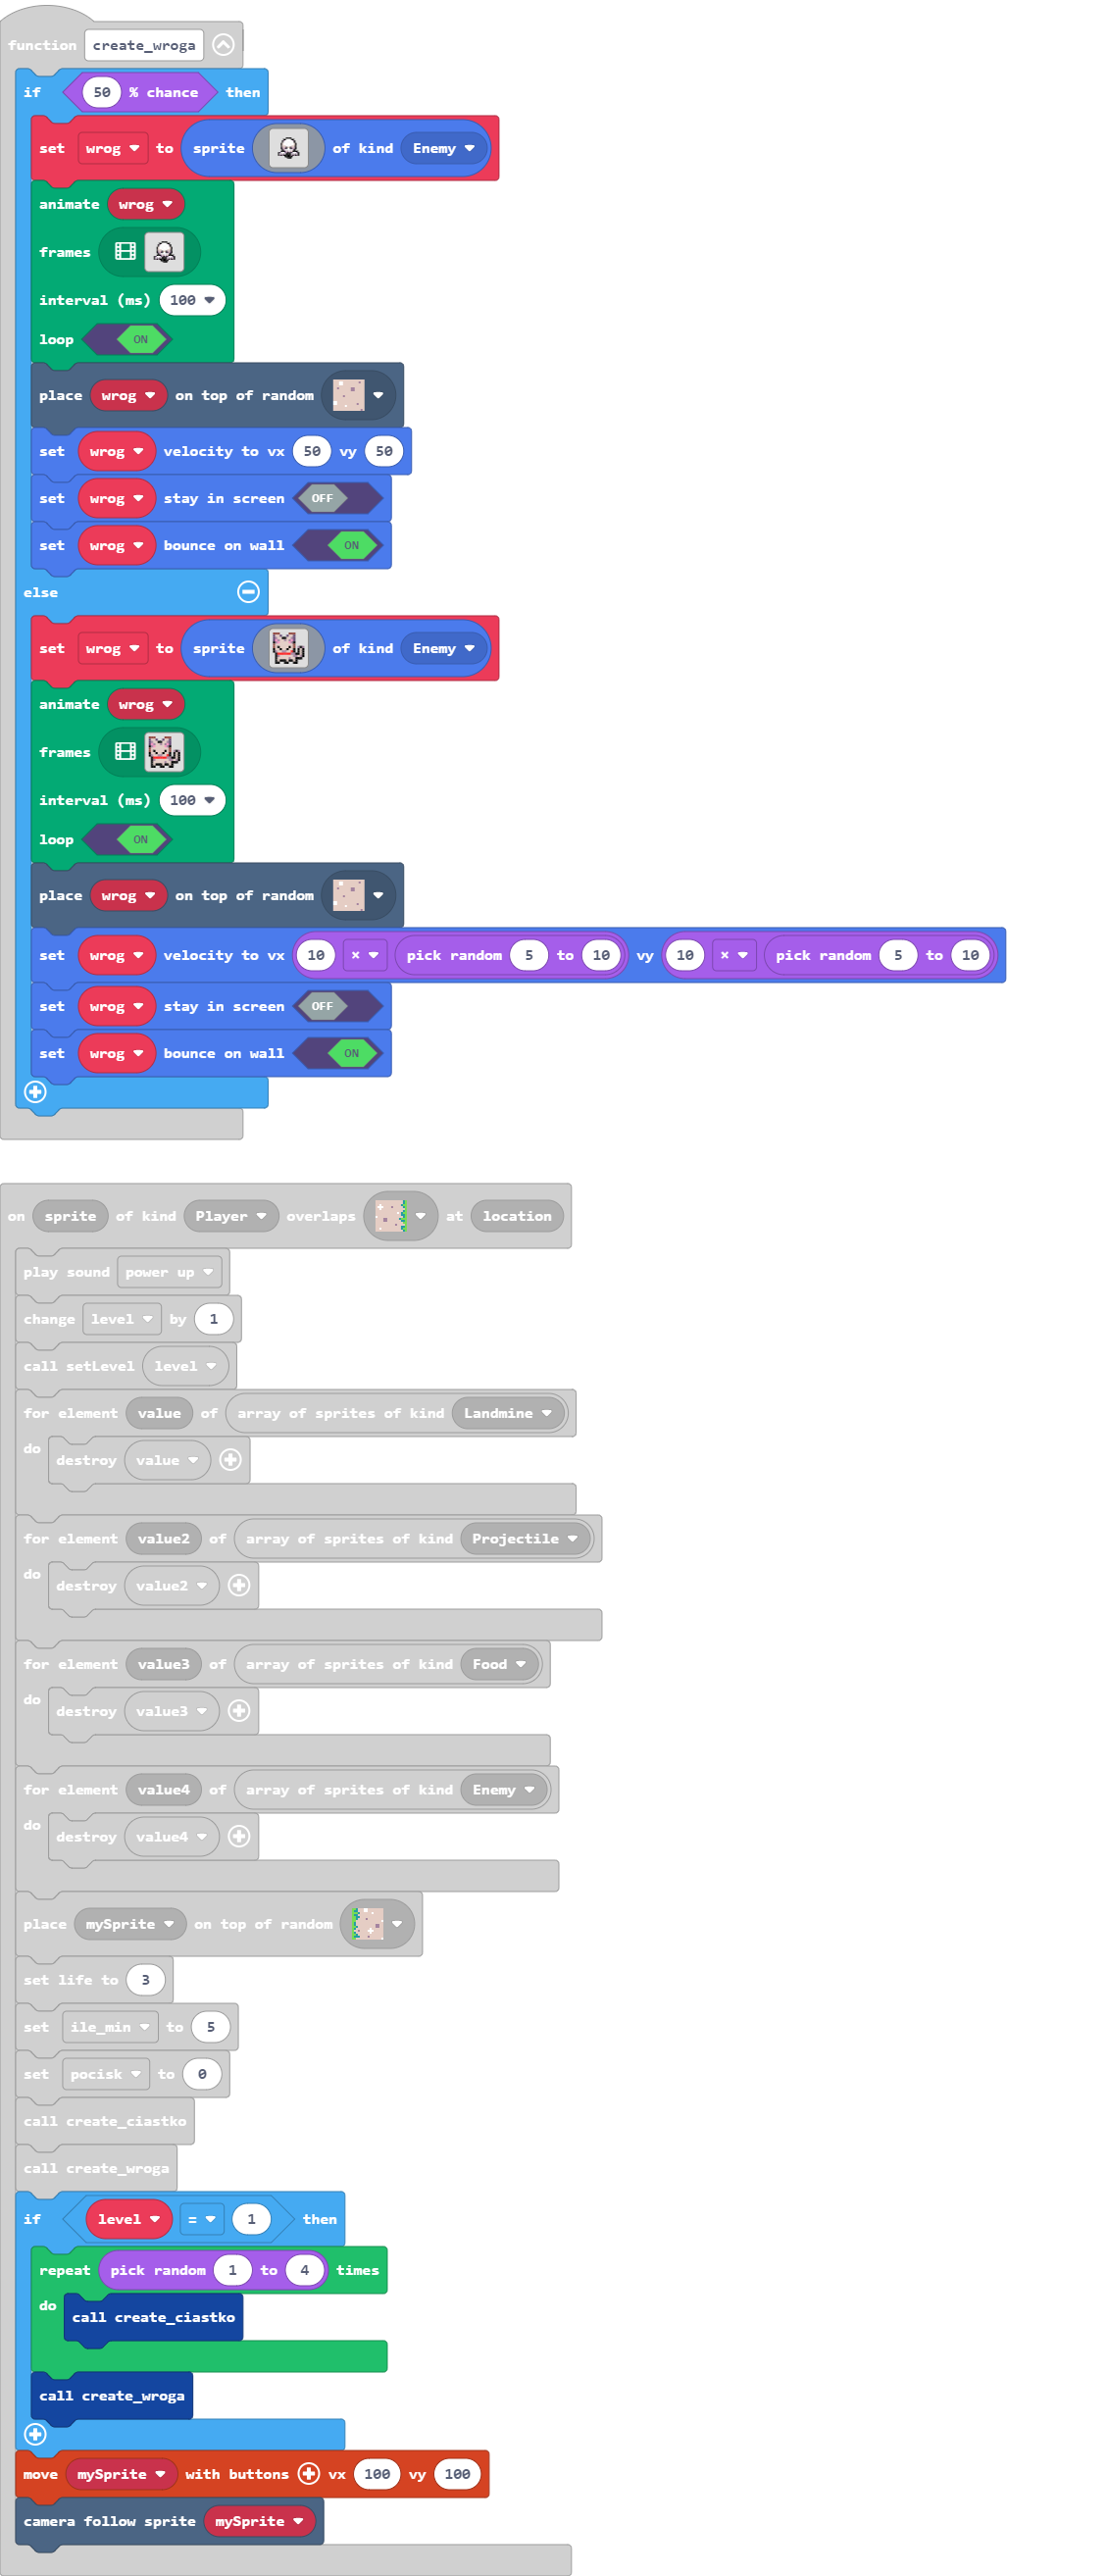 function create_wroga
if 50 % chance then
set wrog to sprite of kind Enemy
animate wrog
frames
interval (ms) 100
loop ON
place wrog on top of random
set wrog velocity to vx 50 vy 50
set wrog stay in screen OFF
set wrog bounce on wall ON
else
set wrog to sprite of kind Enemy
animate wrog
frames
interval (ms) 100
loop ON
place wrog on top of random
set wrog velocity to vx 10 × pick random 5 to 10 vy 10 × pick random 5 to 10
set wrog stay in screen OFF
set wrog bounce on wall ON
on sprite of kind Player overlaps at location
play sound power up
change level by 1
call setLevel level
for element value of array of sprites of kind Landmine
do destroy value
for element value2 of array of sprites of kind Projectile
do destroy value2
for element value3 of array of sprites of kind Food
do destroy value3
for element value4 of array of sprites of kind Enemy
do destroy value4
place mySprite on top of random
set life to 3
set ile_min to 5
set pocisk to 0
call create_ciastko
call create_wroga
if level = 1 then
repeat pick random 1 to 4 times
do call create_ciastko
call create_wroga
move mySprite with buttons vx 100 vy 100
camera follow sprite mySprite